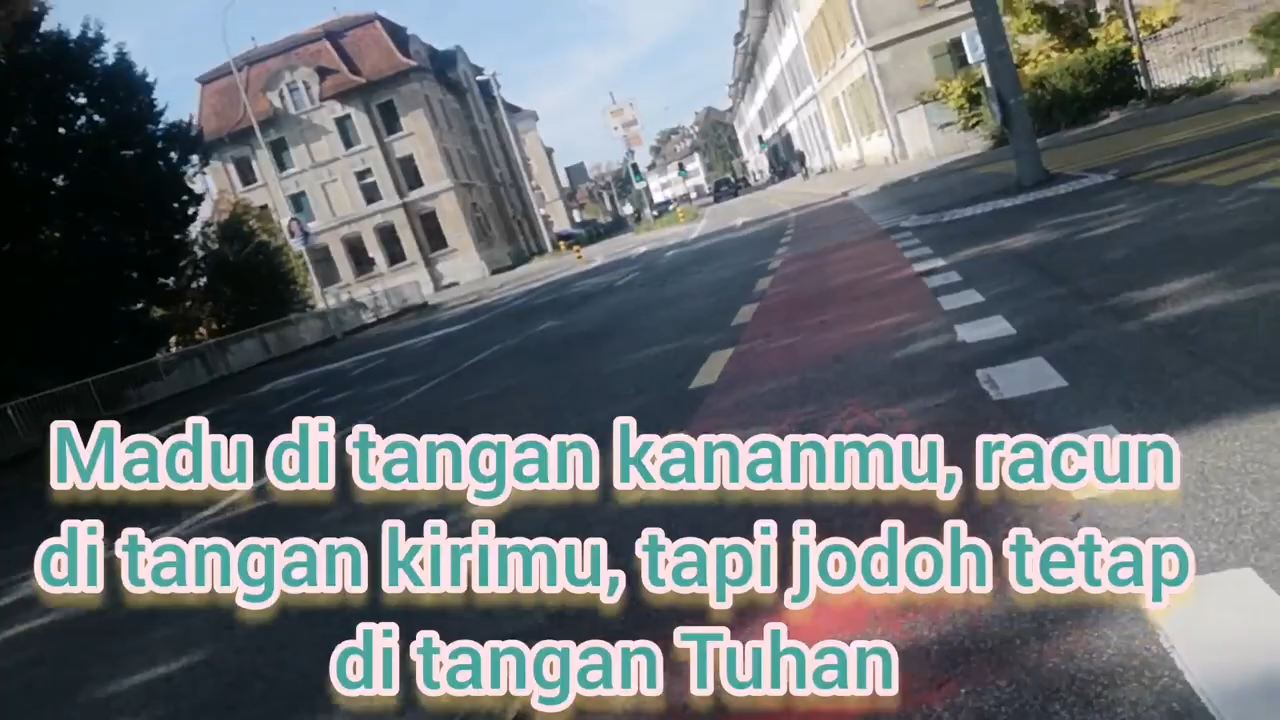 Madu di tangan kananmu, racun
di tangan kirimu, tapi jodoh tetap
di tangan Tuhan